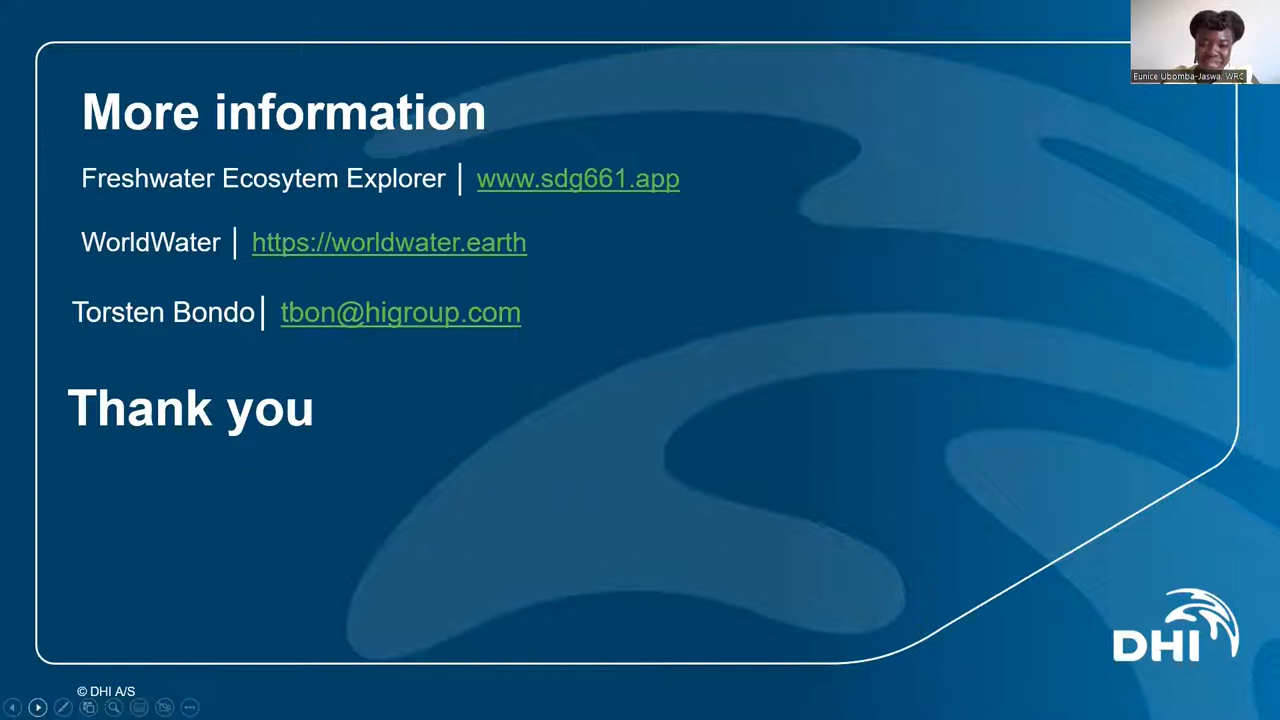 Eunice Ubomba-Jaswa, WRC
More information
Freshwater Ecosytem Explorer | www.sdg661.app
WorldWater | https://worldwater.earth
Torsten Bondo | tbon@higroup.com
Thank you
DHI
© DHI A/S